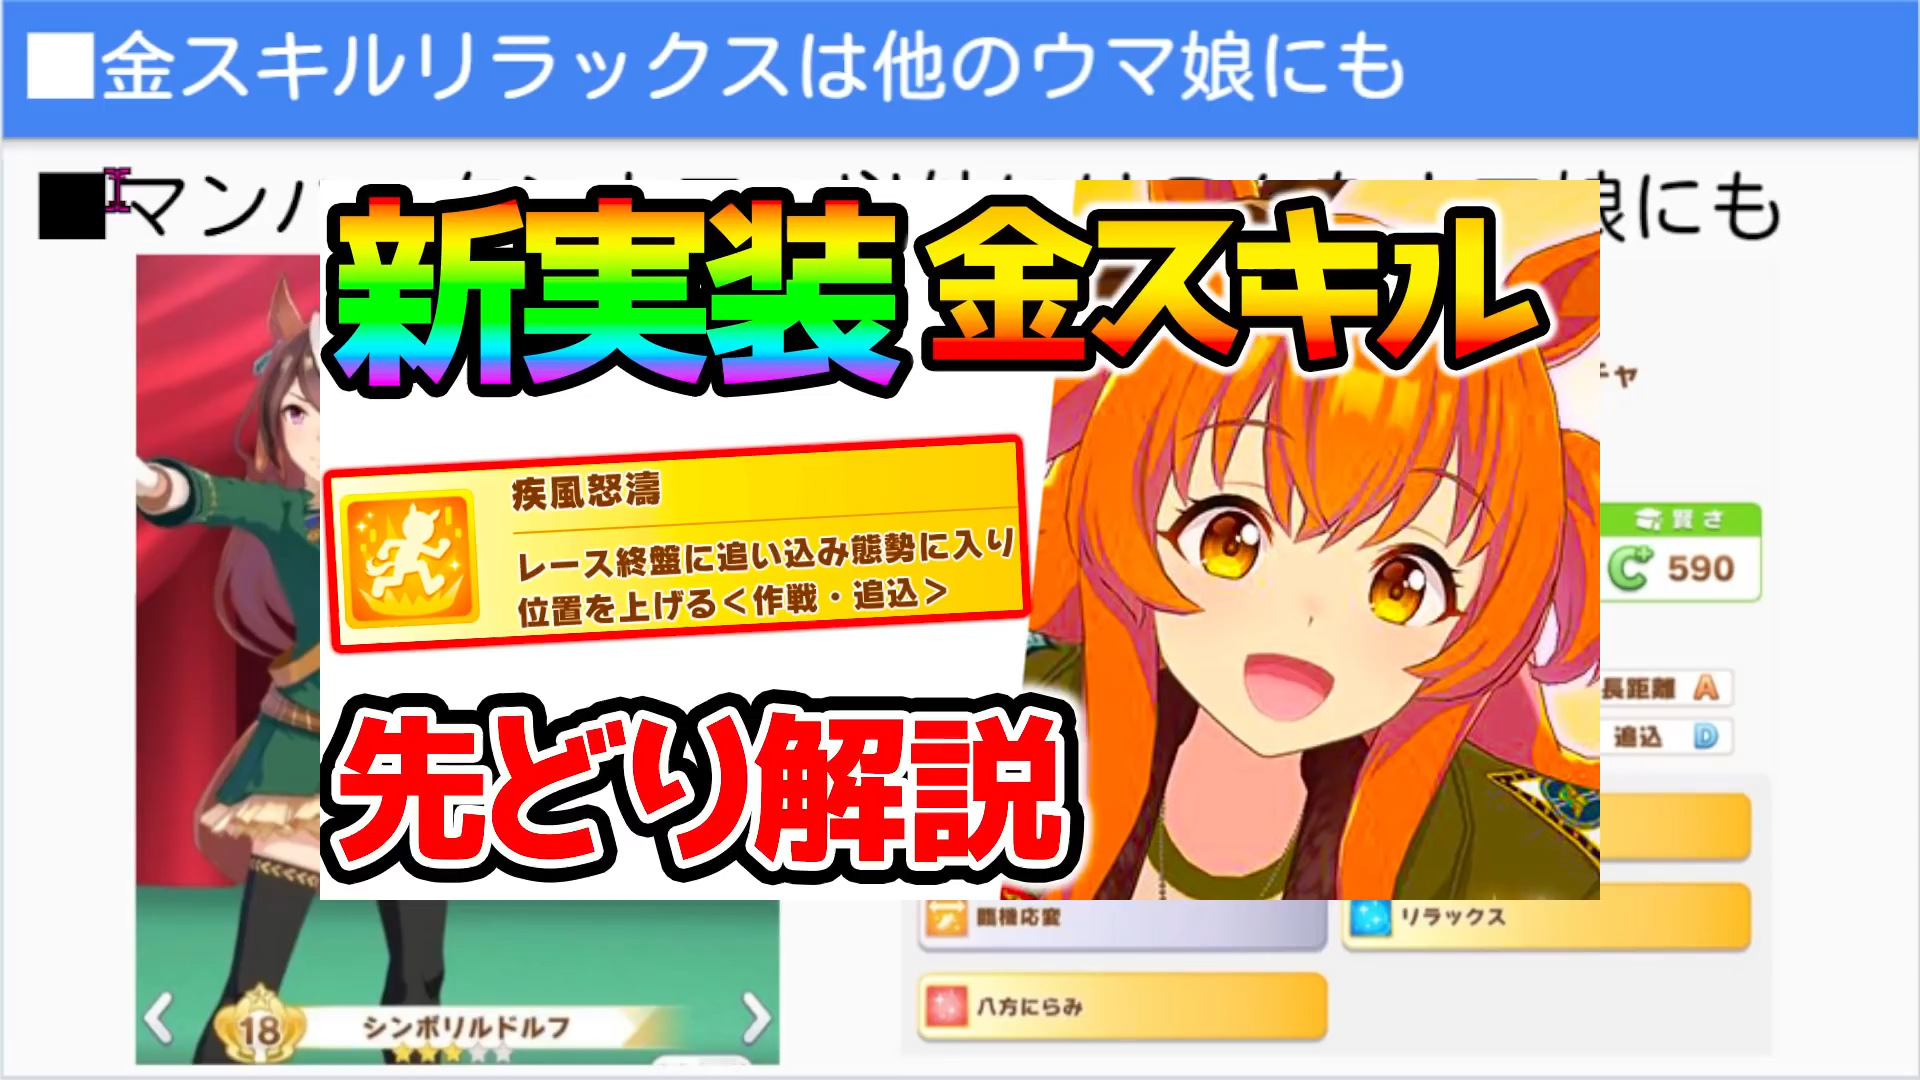 ■金スキルリラックスは他のウマ娘にも
■マンハ
娘にも
新実装 金スキル
疾風怒濤
レース終盤に追い込み態勢に入り
位置を上げる＜作戦・追込＞
先どり解説
チャ
賢さ
C+ 590
長距離 A
追込 D
臨機応変
リラックス
八方にらみ
18 シンボリルドルフ